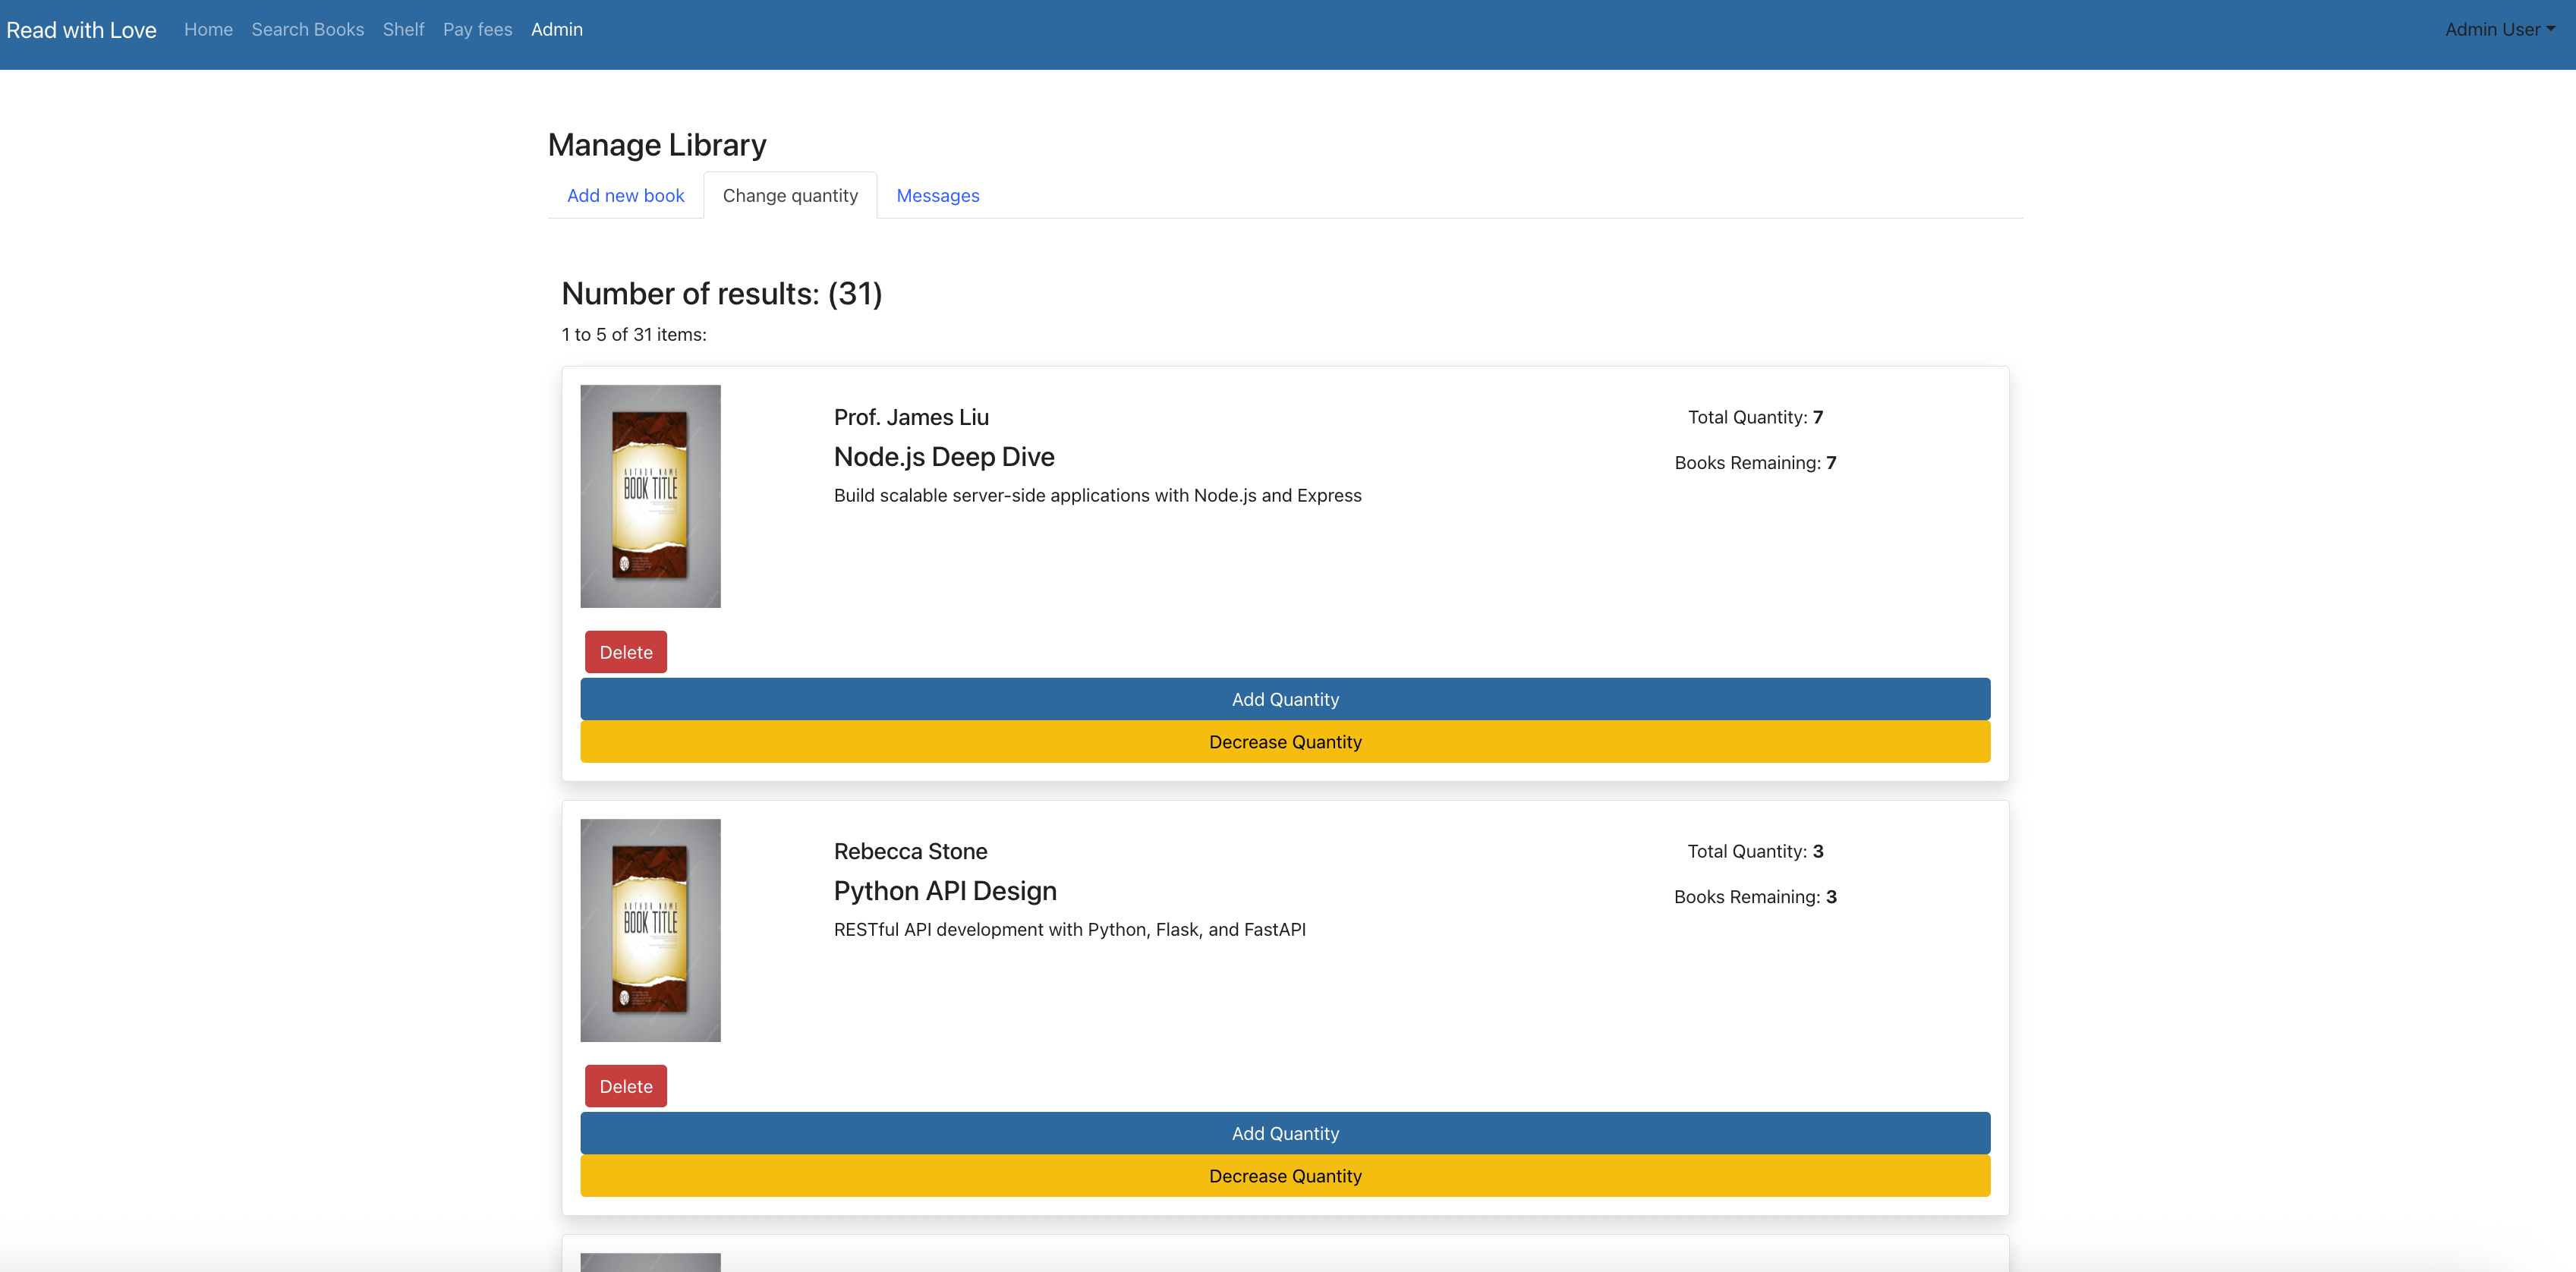 Read with Love Home Search Books Shelf Pay fees Admin Admin User
Manage Library
Add new book Change quantity Messages
Number of results: (31)
1 to 5 of 31 items:
AUTHOR NAME
BOOK TITLE
Prof. James Liu
Node.js Deep Dive
Build scalable server-side applications with Node.js and Express
Total Quantity: 7
Books Remaining: 7
Delete
Add Quantity
Decrease Quantity
AUTHOR NAME
BOOK TITLE
Rebecca Stone
Python API Design
RESTful API development with Python, Flask, and FastAPI
Total Quantity: 3
Books Remaining: 3
Delete
Add Quantity
Decrease Quantity